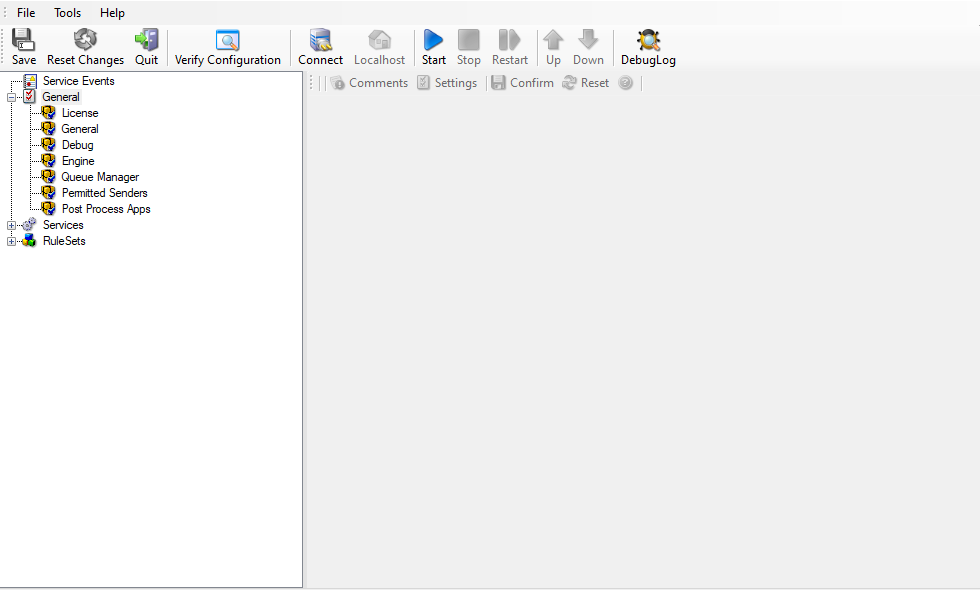 File Tools Help
Save Reset Changes Quit Verify Configuration Connect Localhost Start Stop Restart Up Down DebugLog
Service Events
Comments Settings Confirm Reset
General
License
General
Debug
Engine
Queue Manager
Permitted Senders
Post Process Apps
Services
RuleSets